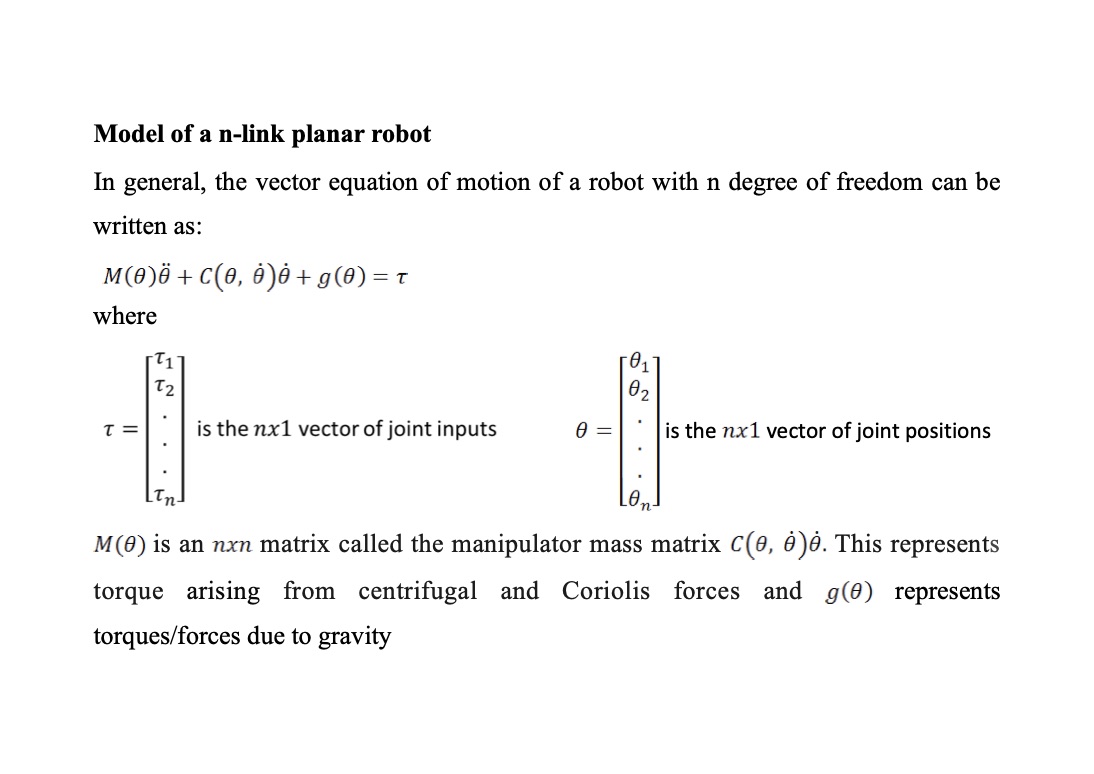 Model of a n-link planar robot
In general, the vector equation of motion of a robot with n degree of freedom can be
written as:
M(θ)θ̈ + C(θ, θ̇)θ̇ + g(θ) = τ
where
τ = [τ₁ τ₂ . . . τₙ] is the nx1 vector of joint inputs θ = [θ₁ θ₂ . . . θₙ] is the nx1 vector of joint positions
M(θ) is an nxn matrix called the manipulator mass matrix C(θ, θ̇)θ̇. This represents
torque arising from centrifugal and Coriolis forces and g(θ) represents
torques/forces due to gravity